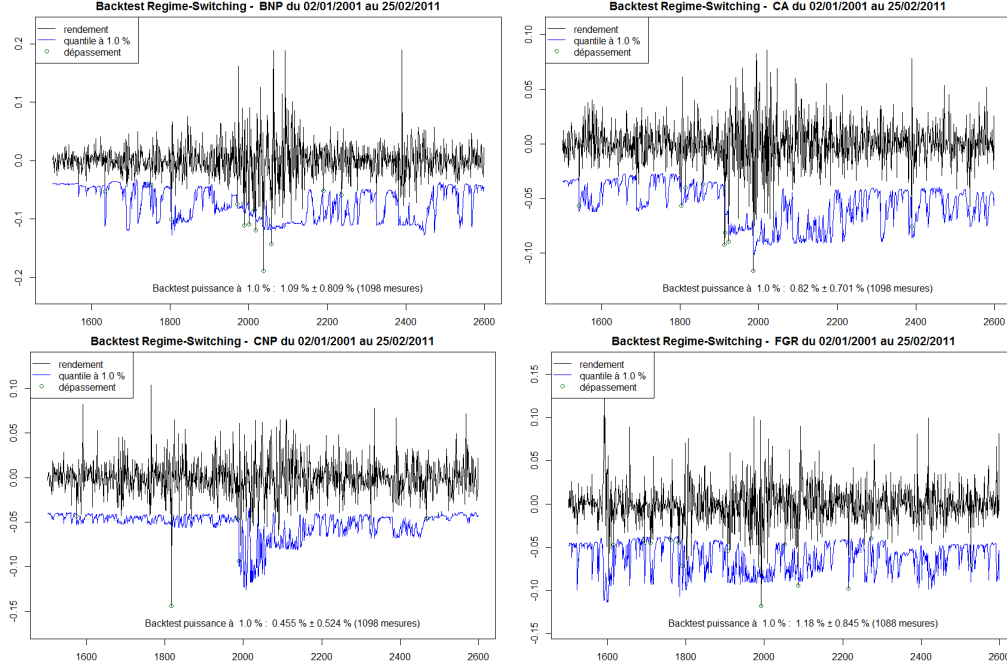 Backtest Regime-Switching - BNP du 02/01/2001 au 25/02/2011
rendement
quantile à 1.0 %
dépassement
0.2
0.1
0.0
-0.1
-0.2
Backtest puissance à 1.0 % : 1.09 % ± 0.809 % (1098 mesures)
1600 1800 2000 2200 2400 2600
Backtest Regime-Switching - CA du 02/01/2001 au 25/02/2011
rendement
quantile à 1.0 %
dépassement
0.10
0.05
0.00
-0.05
-0.10
Backtest puissance à 1.0 % : 0.82 % ± 0.701 % (1098 mesures)
1600 1800 2000 2200 2400 2600
Backtest Regime-Switching - CNP du 02/01/2001 au 25/02/2011
rendement
quantile à 1.0 %
dépassement
0.10
0.05
0.00
-0.05
-0.10
-0.15
Backtest puissance à 1.0 % : 0.455 % ± 0.524 % (1098 mesures)
1600 1800 2000 2200 2400 2600
Backtest Regime-Switching - FGR du 02/01/2001 au 25/02/2011
rendement
quantile à 1.0 %
dépassement
0.15
0.10
0.05
0.00
-0.05
-0.10
-0.15
Backtest puissance à 1.0 % : 1.18 % ± 0.845 % (1088 mesures)
1600 1800 2000 2200 2400 2600